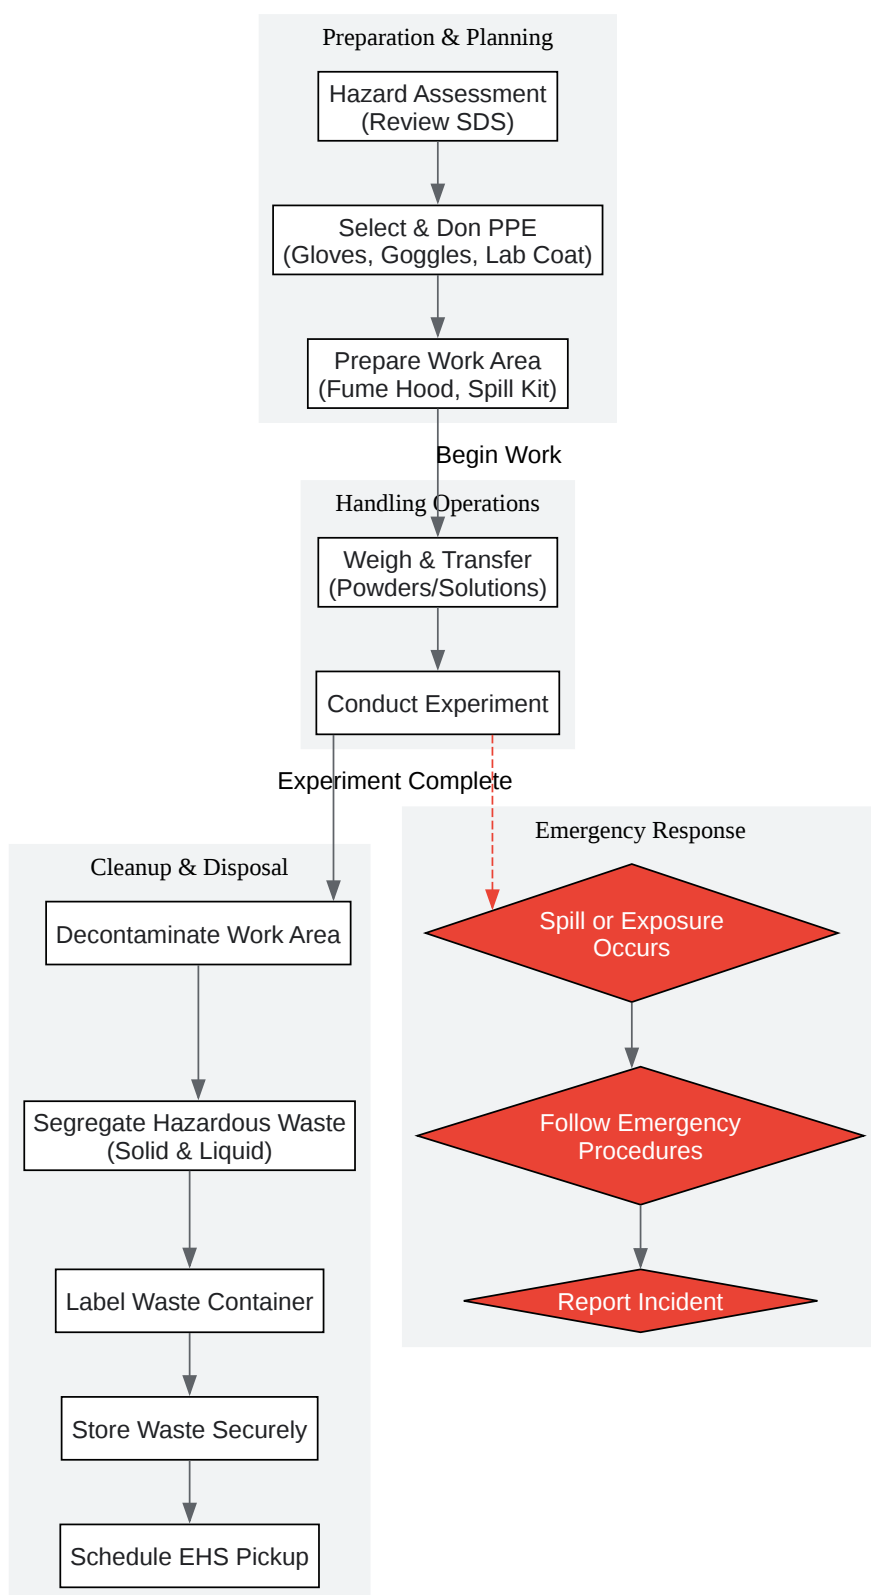 Preparation & Planning
Hazard Assessment
(Review SDS)
Select & Don PPE
(Gloves, Goggles, Lab Coat)
Prepare Work Area
(Fume Hood, Spill Kit)
Begin Work
Handling Operations
Weigh & Transfer
(Powders/Solutions)
Conduct Experiment
Experiment Complete
Cleanup & Disposal
Decontaminate Work Area
Segregate Hazardous Waste
(Solid & Liquid)
Label Waste Container
Store Waste Securely
Schedule EHS Pickup
Emergency Response
Spill or Exposure
Occurs
Follow Emergency
Procedures
Report Incident